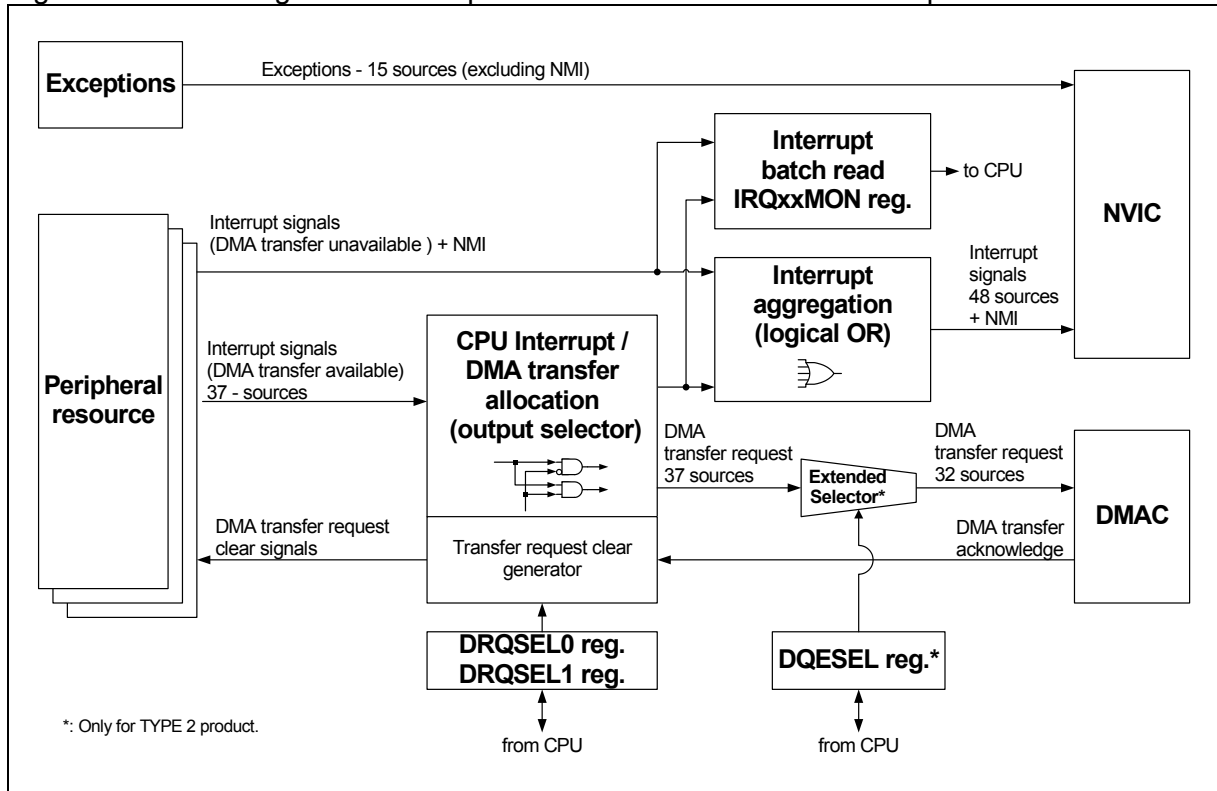 Exceptions
Exceptions - 15 sources (excluding NMI)
Interrupt
batch read
IRQxxMON reg.
to CPU
NVIC
Peripheral
resource
Interrupt signals
(DMA transfer unavailable ) + NMI
Interrupt
aggregation
(logical OR)
Interrupt
signals
48 sources
+ NMI
Interrupt signals
(DMA transfer available)
37 - sources
CPU Interrupt /
DMA transfer
allocation
(output selector)
DMA
transfer request
37 sources
Extended
Selector*
DMA
transfer request
32 sources
DMAC
DMA transfer request
clear signals
Transfer request clear
generator
DMA transfer
acknowledge
DRQSEL0 reg.
DRQSEL1 reg.
DQESEL reg.*
*: Only for TYPE 2 product.
from CPU
from CPU